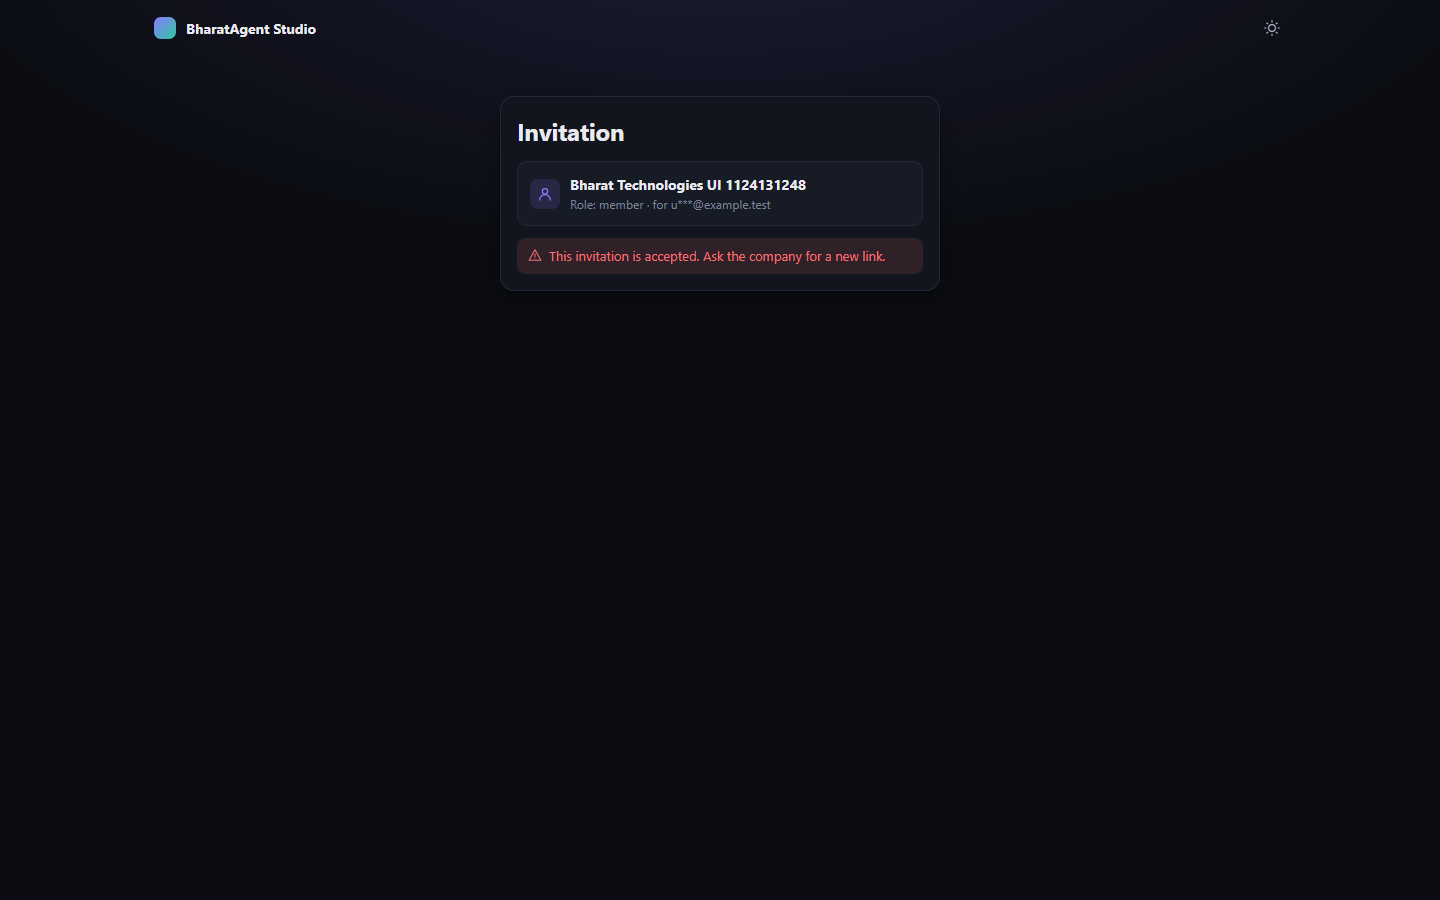 BharatAgent Studio
Invitation
Bharat Technologies UI 1124131248
Role: member · for u***@example.test
This invitation is accepted. Ask the company for a new link.